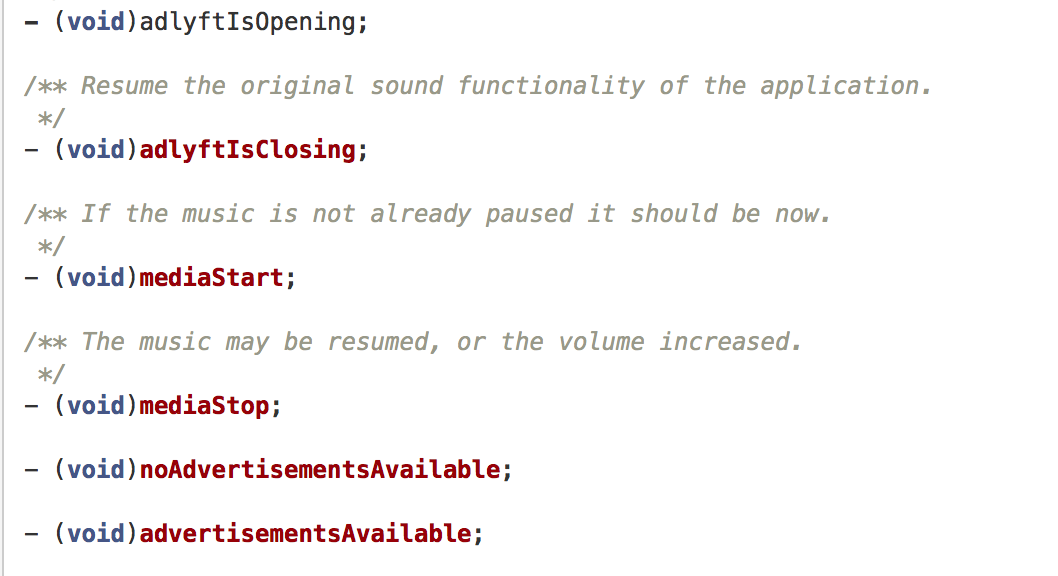 - (void)adlyftIsOpening;
/** Resume the original sound functionality of the application.
*/
- (void)adlyftIsClosing;
/** If the music is not already paused it should be now.
*/
- (void)mediaStart;
/** The music may be resumed, or the volume increased.
*/
- (void)mediaStop;
- (void)noAdvertisementsAvailable;
- (void)advertisementsAvailable;